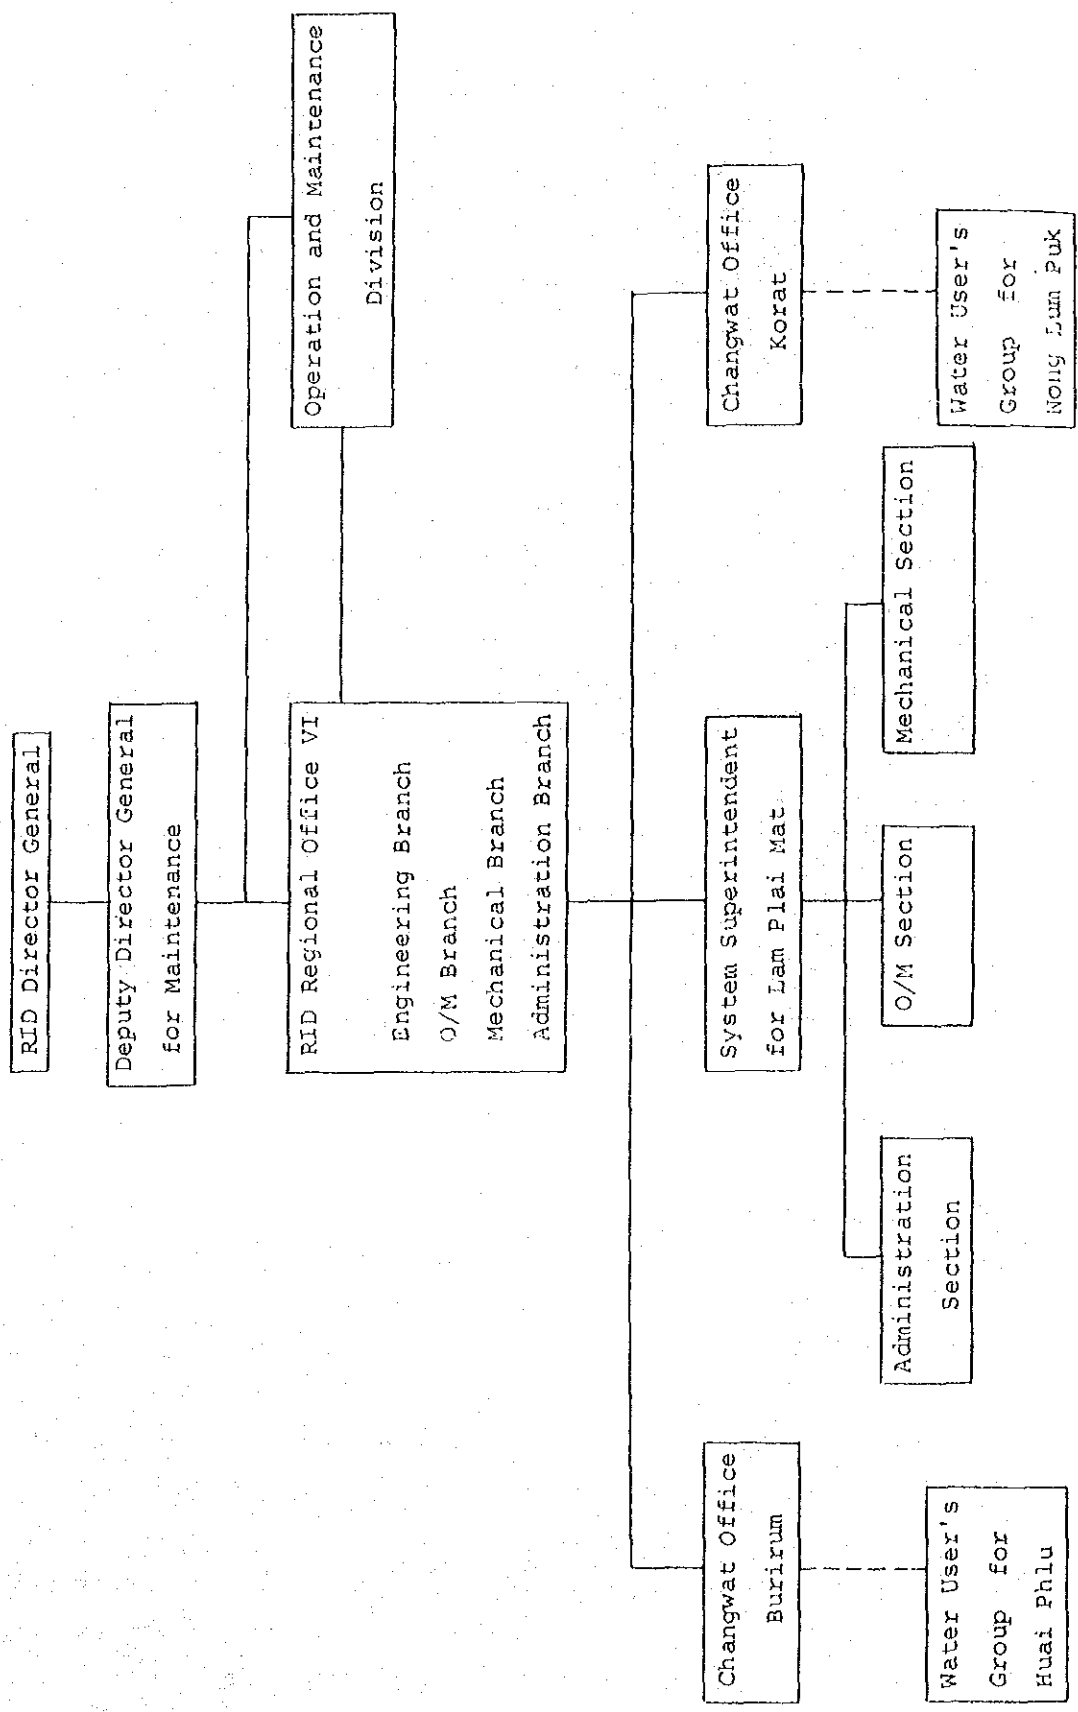 RID Director General
Deputy Director General
for Maintenance
Operation and Maintenance
Division
RID Regional Office VI
Engineering Branch
O/M Branch
Mechanical Branch
Administration Branch
Changwat Office
Burirum
System Superintendent
for Lam Plai Mat
Changwat Office
Korat
Administration
Section
O/M Section
Mechanical Section
Water User's
Group for
Huai Phlu
Water User's
Group for
Nong Lum Puk